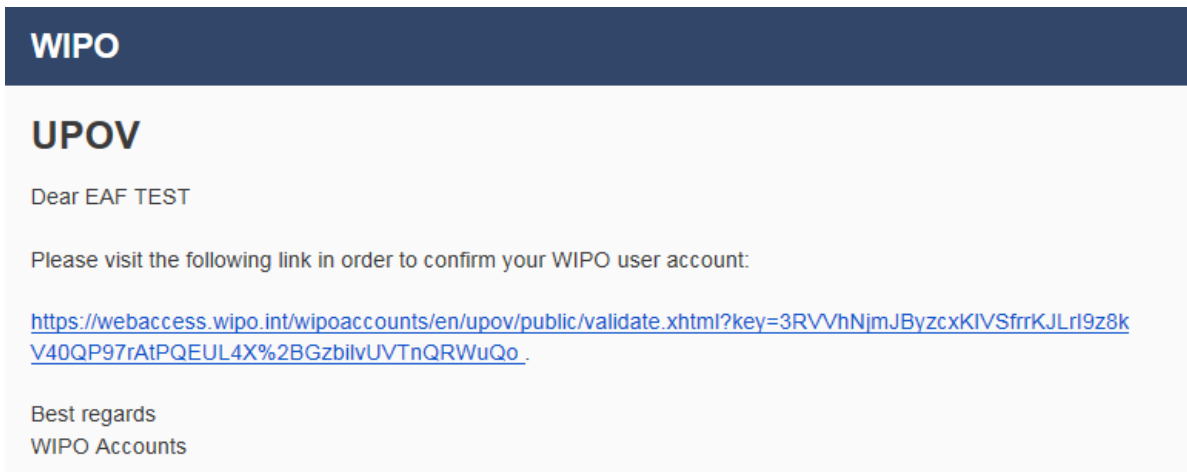 WIPO
UPOV
Dear EAF TEST
Please visit the following link in order to confirm your WIPO user account:
https://webaccess.wipo.int/wipoaccounts/en/upov/public/validate.xhtml?key=3RVVhNjmJByzcxKIVSfrrKJLrI9z8k
V40QP97rAtPQEUL4X%2BGzbilvUVTnQRWuQo .
Best regards
WIPO Accounts